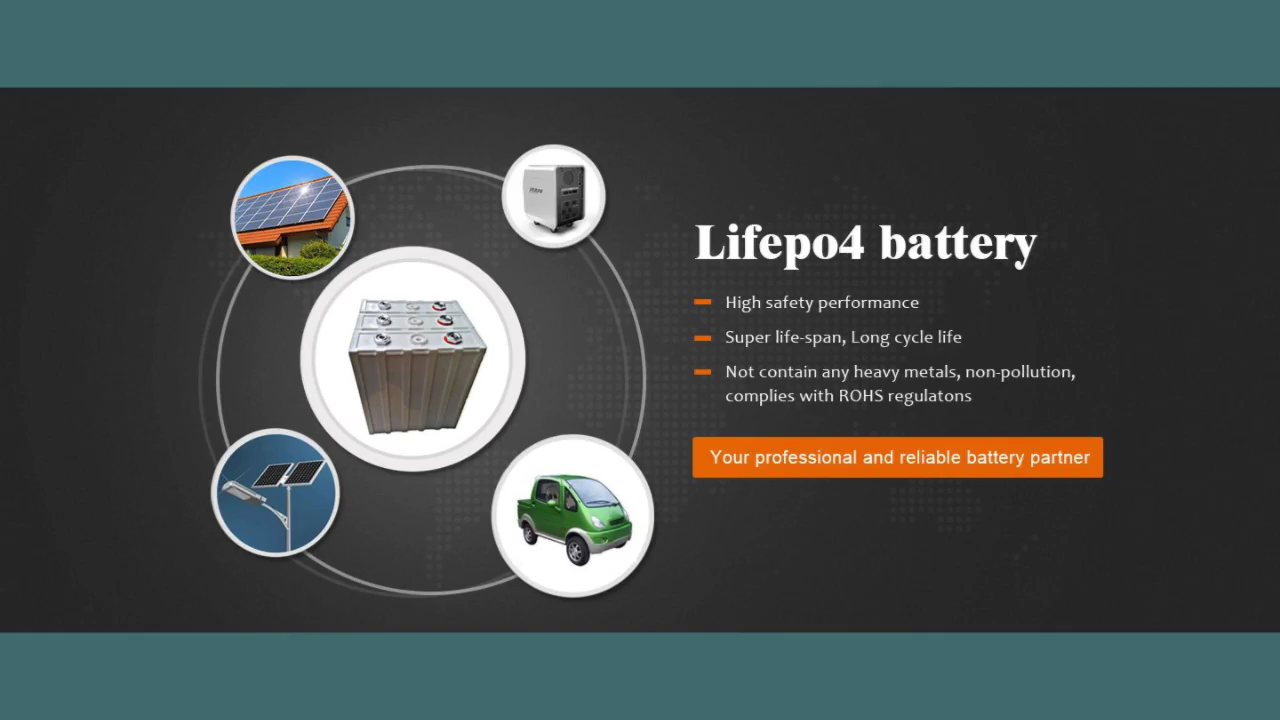 Lifepo4 battery
High safety performance
Super life-span, Long cycle life
Not contain any heavy metals, non-pollution,
complies with ROHS regulatons
Your professional and reliable battery partner